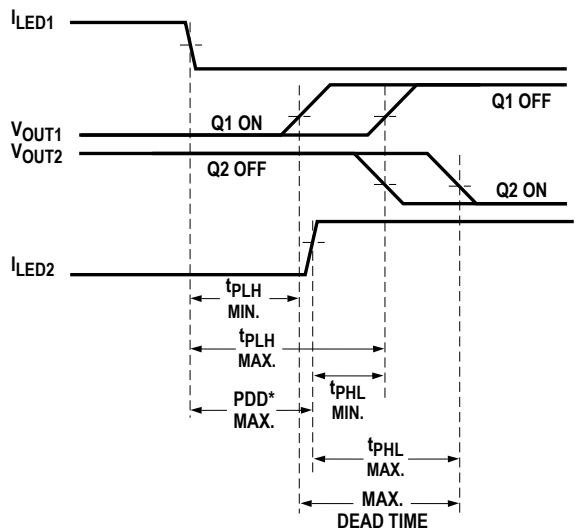 ILED1
Q1 ON
Q1 OFF
VOUT1
VOUT2
Q2 OFF
Q2 ON
ILED2
tPLH
MIN.
tPLH
MAX.
tPHL
MIN.
PDD*
MAX.
tPHL
MAX.
MAX.
DEAD TIME